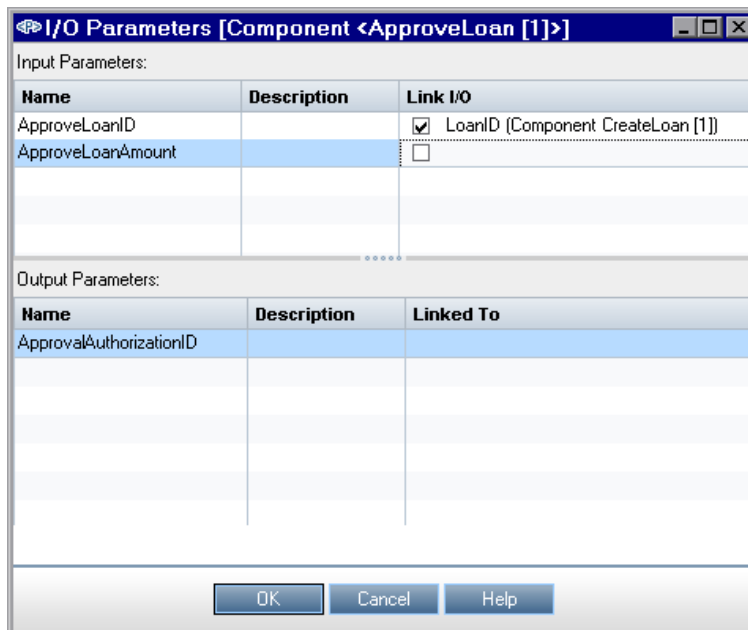 I/O Parameters [Component <ApproveLoan [1]>]
Input Parameters:
Name Description Link I/O
ApproveLoanID LoanID (Component CreateLoan [1])
ApproveLoanAmount
Output Parameters:
Name Description Linked To
ApprovalAuthorizationID
OK Cancel Help